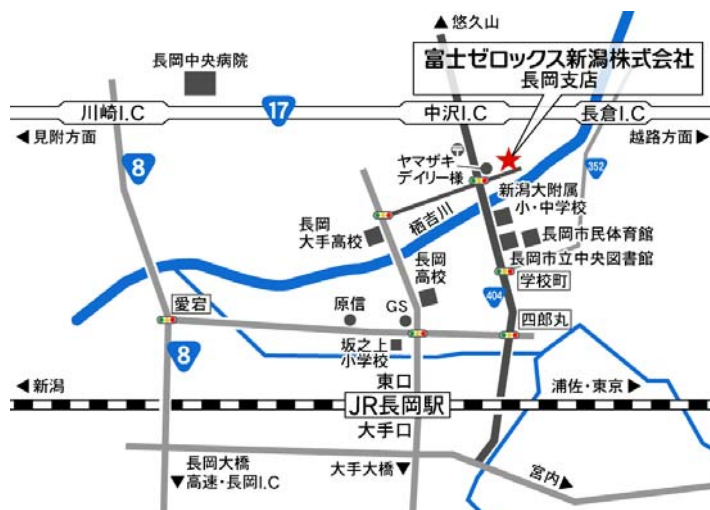 ▲悠久山
長岡中央病院
富士ゼロックス新潟株式会社
長岡支店
川崎I.C
17
中沢I.C
長倉I.C
◀見附方面
越路方面▶
8
〒
ヤマザキ
デイリー様
352
新潟大附属
小・中学校
栖吉川
長岡
大手高校
長岡市民体育館
長岡市立中央図書館
長岡
高校
学校町
404
愛宕
原信
GS
四郎丸
8
坂之上
小学校
◀新潟
東口
浦佐・東京▶
JR長岡駅
大手口
長岡大橋
▼高速・長岡I.C
大手大橋▼
宮内▶